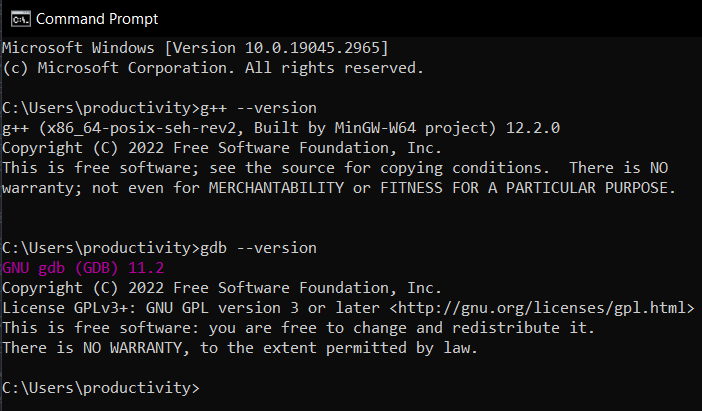 Command Prompt
Microsoft Windows [Version 10.0.19045.2965]
(c) Microsoft Corporation. All rights reserved.
C:\Users\productivity>g++ --version
g++ (x86_64-posix-seh-rev2, Built by MinGW-W64 project) 12.2.0
Copyright (C) 2022 Free Software Foundation, Inc.
This is free software; see the source for copying conditions.  There is NO
warranty; not even for MERCHANTABILITY or FITNESS FOR A PARTICULAR PURPOSE.
C:\Users\productivity>gdb --version
GNU gdb (GDB) 11.2
Copyright (C) 2022 Free Software Foundation, Inc.
License GPLv3+: GNU GPL version 3 or later <http://gnu.org/licenses/gpl.html>
This is free software: you are free to change and redistribute it.
There is NO WARRANTY, to the extent permitted by law.
C:\Users\productivity>